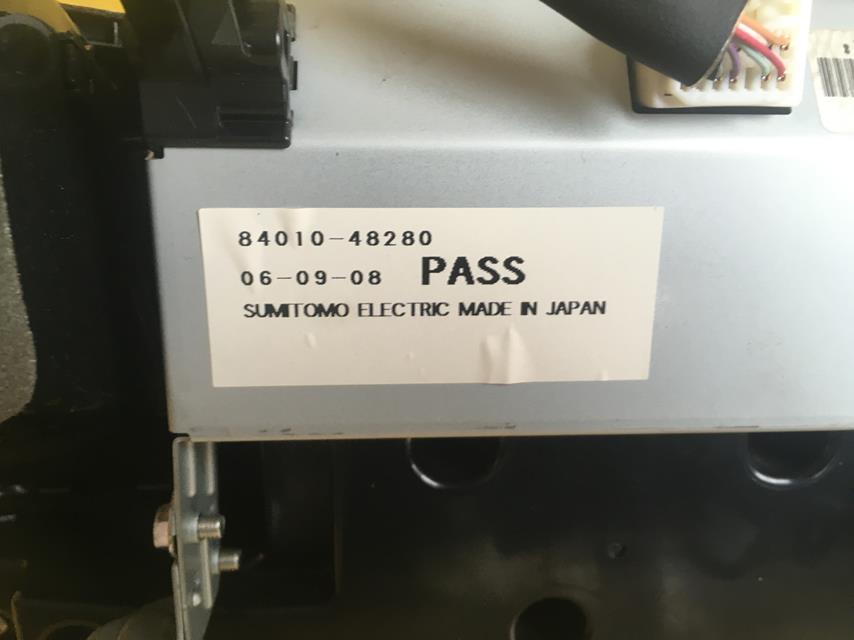 84010-48280
06-09-08 PASS
SUMITOMO ELECTRIC MADE IN JAPAN